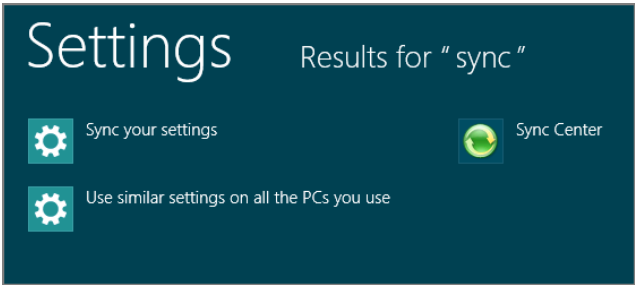 Settings Results for “sync”
Sync your settings
Sync Center
Use similar settings on all the PCs you use